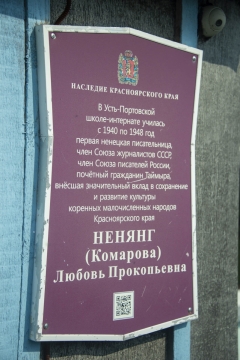 НАСЛЕДИЕ КРАСНОЯРСКОГО КРАЯ
В Усть-Портовской
школе-интернате училась
с 1940 по 1948 год
первая ненецкая писательница,
член Союза журналистов СССР,
член Союза писателей России,
почётный гражданин Таймыра,
внёсшая значительный вклад в сохранение
и развитие культуры
коренных малочисленных народов
Красноярского края
НЕНЯНГ
(Комарова)
Любовь Прокопьевна